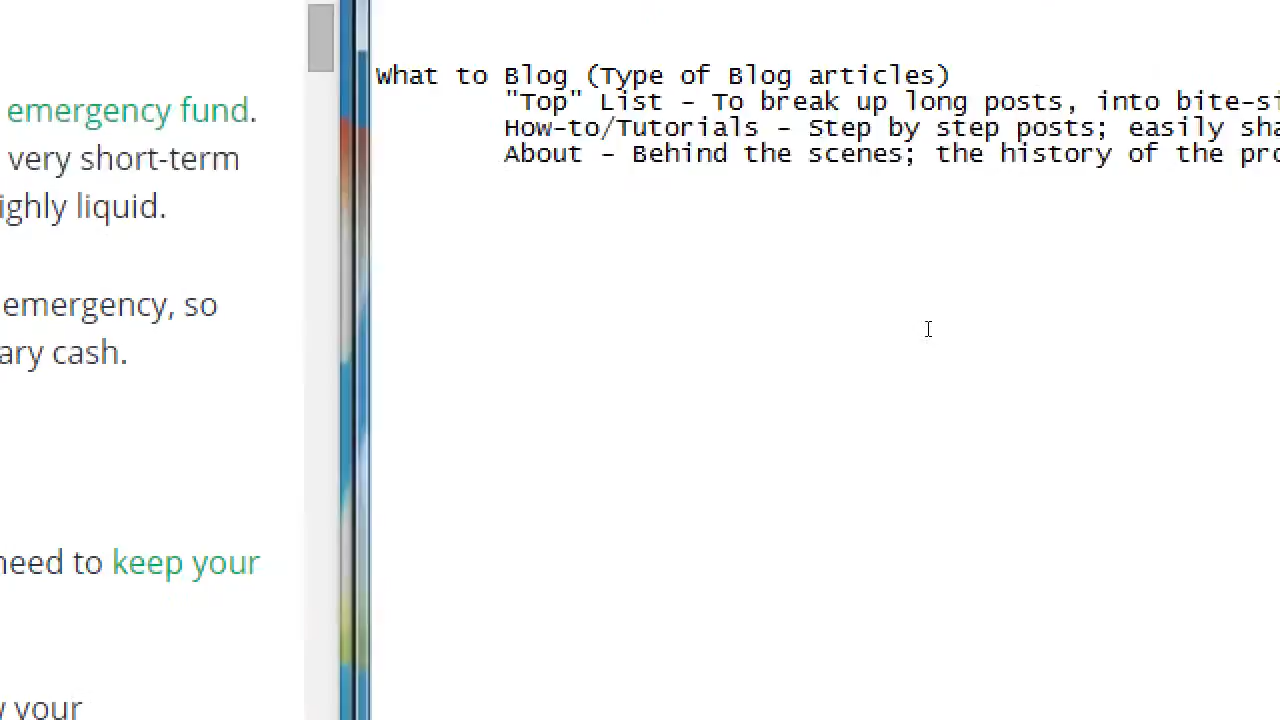 emergency fund.
very short-term
ighly liquid.
emergency, so
ary cash.
need to keep your
your
What to Blog (Type of Blog articles)
"Top" List - To break up long posts, into bite-si
How-to/Tutorials - Step by step posts; easily sha
About - Behind the scenes; the history of the pro